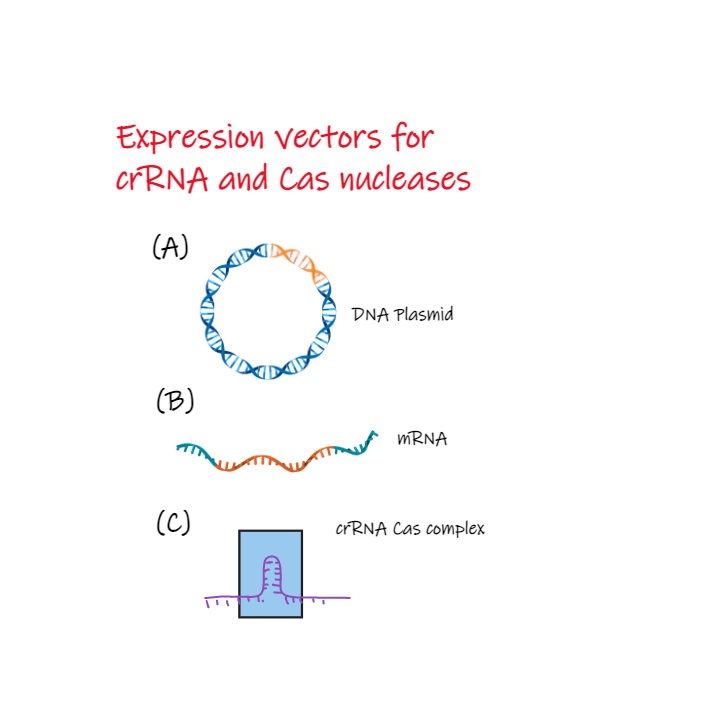 Expression vectors for
crRNA and Cas nucleases
(A)
DNA Plasmid
(B)
mRNA
(C)
crRNA Cas complex